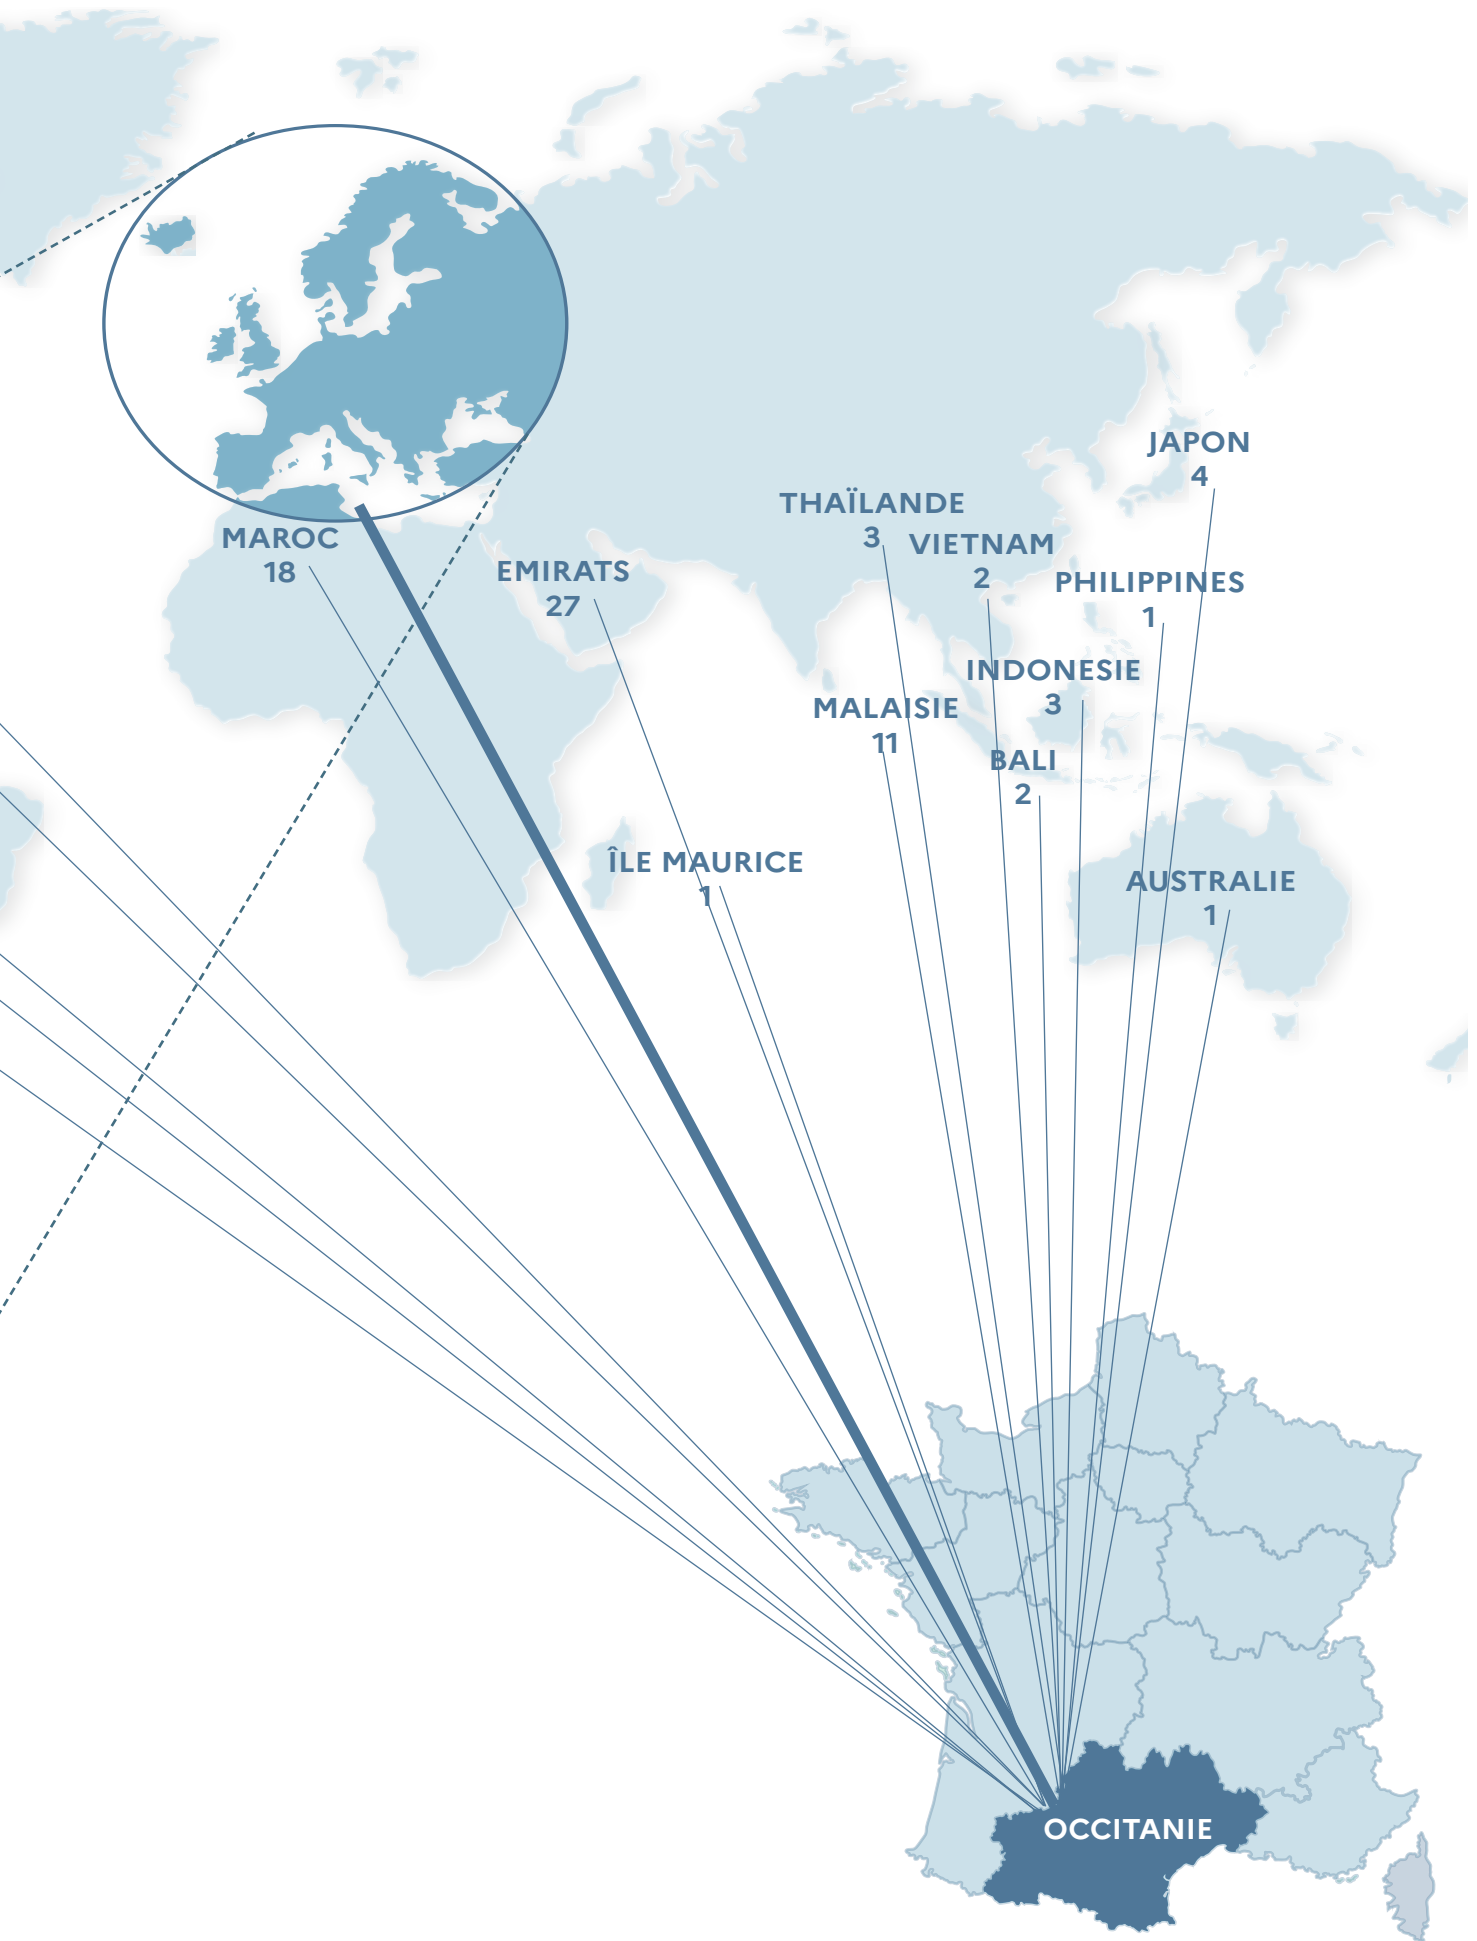 JAPON
4
THAÏLANDE
3
VIETNAM
2
MAROC
18
EMIRATS
27
PHILIPPINES
1
INDONESIE
3
MALAISIE
11
BALI
2
ÎLE MAURICE
1
AUSTRALIE
1
OCCITANIE